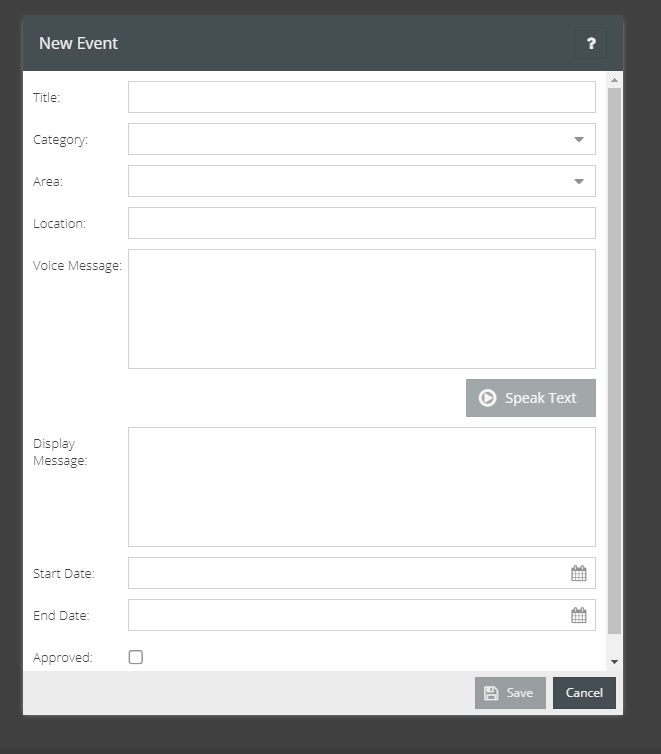 New Event
?
Title:
Category:
Area:
Location:
Voice Message:
Speak Text
Display
Message:
Start Date:
End Date:
Approved:
Save Cancel